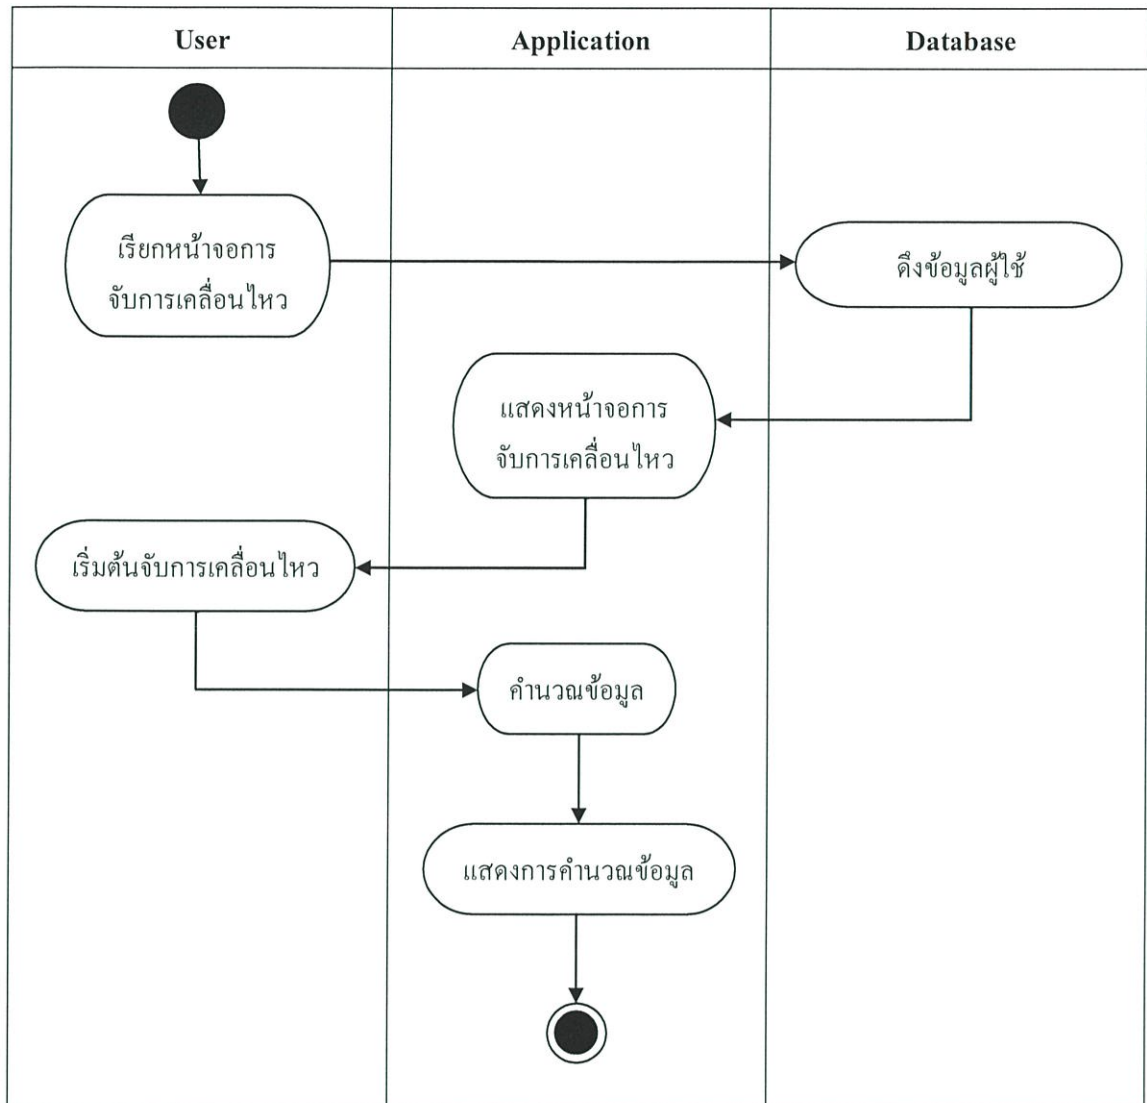 User
Application
Database
เรียกหน้าจอการ
จับการเคลื่อนไหว
ดึงข้อมูลผู้ใช้
แสดงหน้าจอการ
จับการเคลื่อนไหว
เริ่มต้นจับการเคลื่อนไหว
คำนวณข้อมูล
แสดงการคำนวณข้อมูล